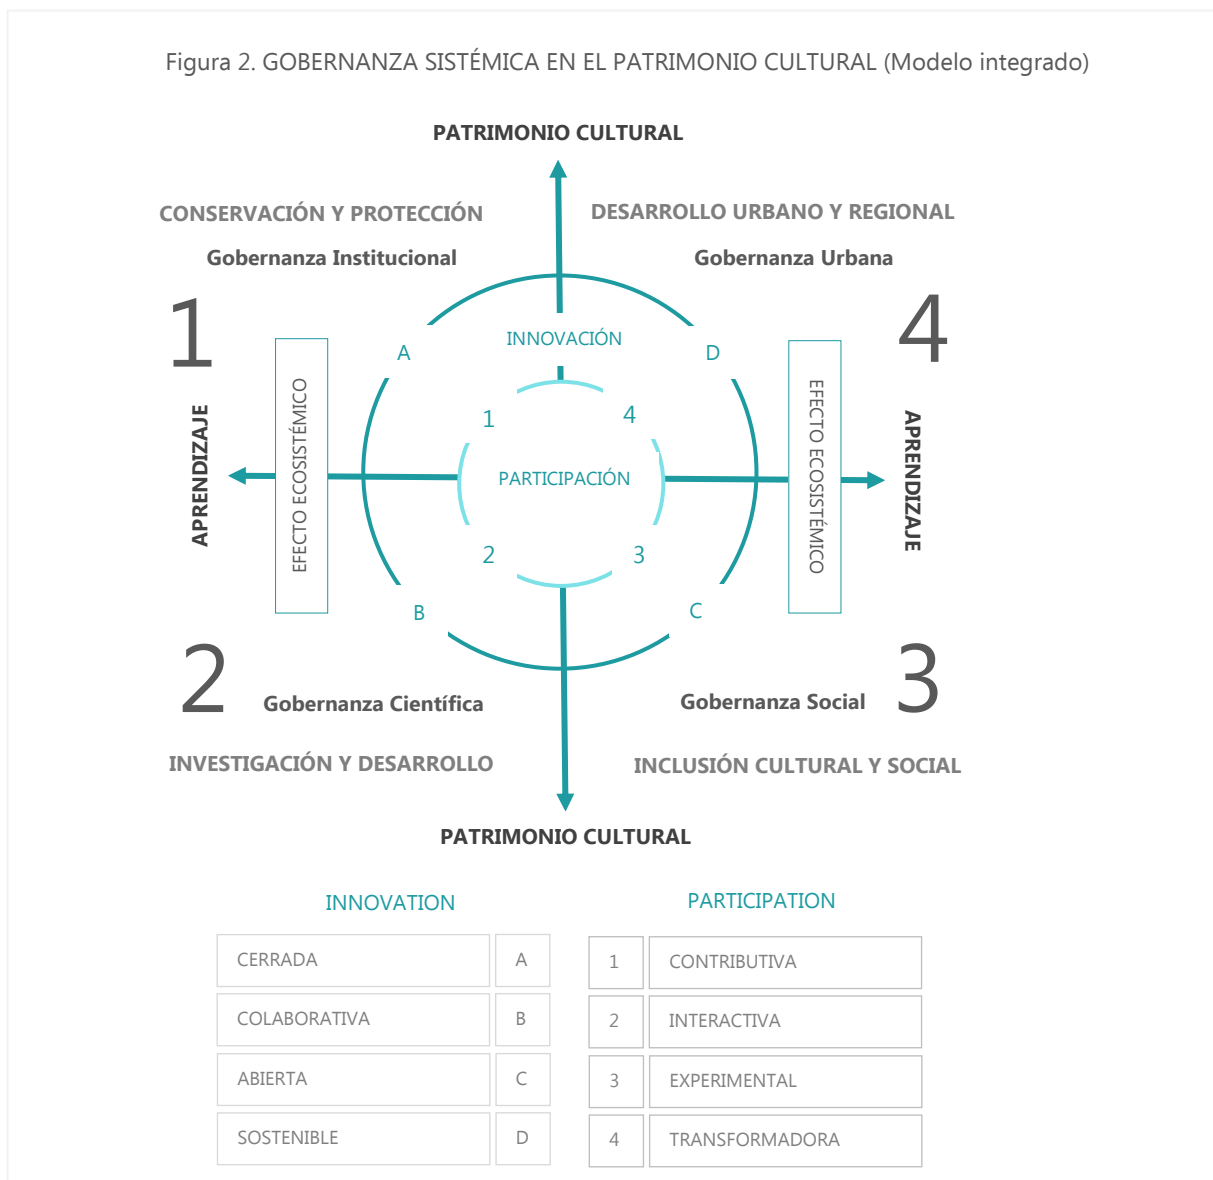 Figura 2. GOBERNANZA SISTÉMICA EN EL PATRIMONIO CULTURAL (Modelo integrado)
PATRIMONIO CULTURAL
CONSERVACIÓN Y PROTECCIÓN
DESARROLLO URBANO Y REGIONAL
Gobernanza Institucional
Gobernanza Urbana
1
4
INNOVACIÓN
A
D
1
4
APRENDIZAJE
EFECTO ECOSISTÉMICO
PARTICIPACIÓN
EFECTO ECOSISTÉMICO
APRENDIZAJE
2
3
B
C
2
Gobernanza Científica
Gobernanza Social
3
INVESTIGACIÓN Y DESARROLLO
INCLUSIÓN CULTURAL Y SOCIAL
PATRIMONIO CULTURAL
INNOVATION
CERRADA A
COLABORATIVA B
ABIERTA C
SOSTENIBLE D
PARTICIPATION
1 CONTRIBUTIVA
2 INTERACTIVA
3 EXPERIMENTAL
4 TRANSFORMADORA